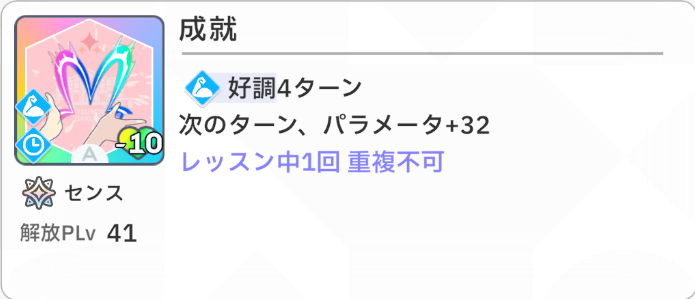 成就
好調4ターン
次のターン、パラメータ+32
レッスン中1回 重複不可
-10
A
センス
解放PLv 41